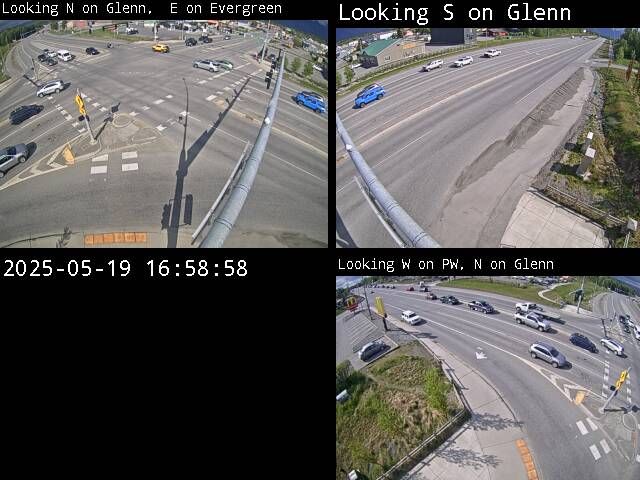 Looking N on Glenn,  E on Evergreen
Looking S on Glenn
2025-05-19 16:58:58
Looking W on PW, N on Glenn